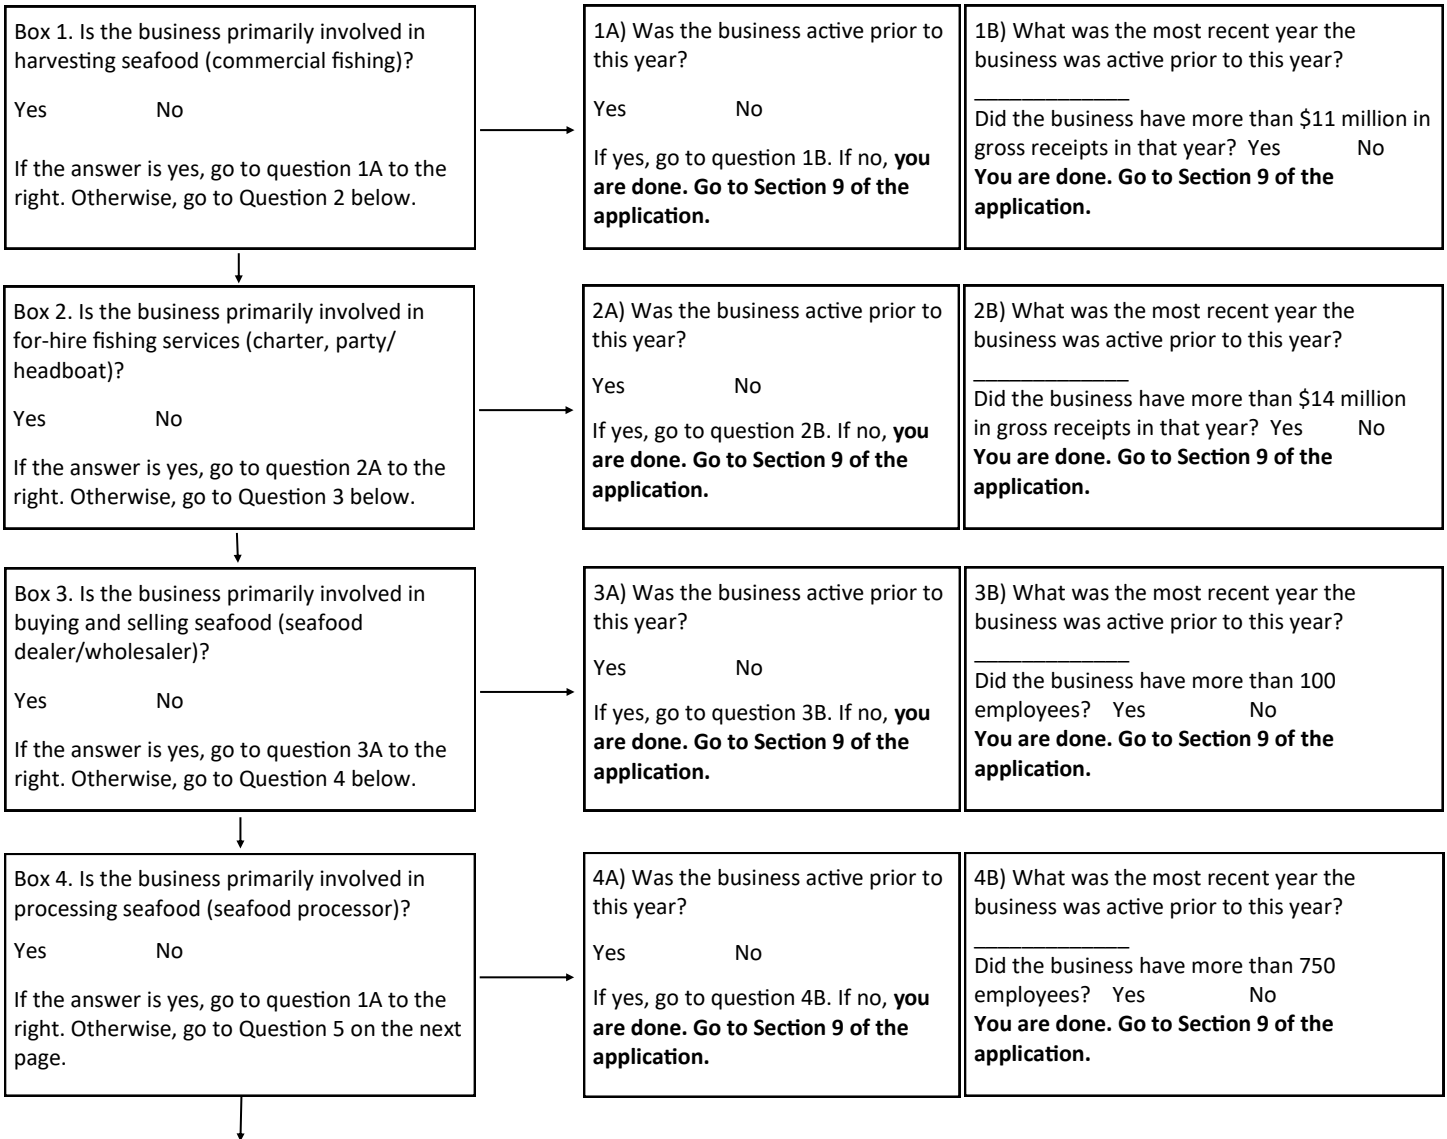 Box 1. Is the business primarily involved in
harvesting seafood (commercial fishing)?
Yes No
If the answer is yes, go to question 1A to the
right. Otherwise, go to Question 2 below.
1A) Was the business active prior to
this year?
Yes No
If yes, go to question 1B. If no, you
are done. Go to Section 9 of the
application.
1B) What was the most recent year the
business was active prior to this year?
______________
Did the business have more than $11 million in
gross receipts in that year? Yes No
You are done. Go to Section 9 of the
application.
Box 2. Is the business primarily involved in
for-hire fishing services (charter, party/
headboat)?
Yes No
If the answer is yes, go to question 2A to the
right. Otherwise, go to Question 3 below.
2A) Was the business active prior to
this year?
Yes No
If yes, go to question 2B. If no, you
are done. Go to Section 9 of the
application.
2B) What was the most recent year the
business was active prior to this year?
______________
Did the business have more than $14 million
in gross receipts in that year? Yes No
You are done. Go to Section 9 of the
application.
Box 3. Is the business primarily involved in
buying and selling seafood (seafood
dealer/wholesaler)?
Yes No
If the answer is yes, go to question 3A to the
right. Otherwise, go to Question 4 below.
3A) Was the business active prior to
this year?
Yes No
If yes, go to question 3B. If no, you
are done. Go to Section 9 of the
application.
3B) What was the most recent year the
business was active prior to this year?
______________
Did the business have more than 100
employees? Yes No
You are done. Go to Section 9 of the
application.
Box 4. Is the business primarily involved in
processing seafood (seafood processor)?
Yes No
If the answer is yes, go to question 1A to the
right. Otherwise, go to Question 5 on the next
page.
4A) Was the business active prior to
this year?
Yes No
If yes, go to question 4B. If no, you
are done. Go to Section 9 of the
application.
4B) What was the most recent year the
business was active prior to this year?
______________
Did the business have more than 750
employees? Yes No
You are done. Go to Section 9 of the
application.